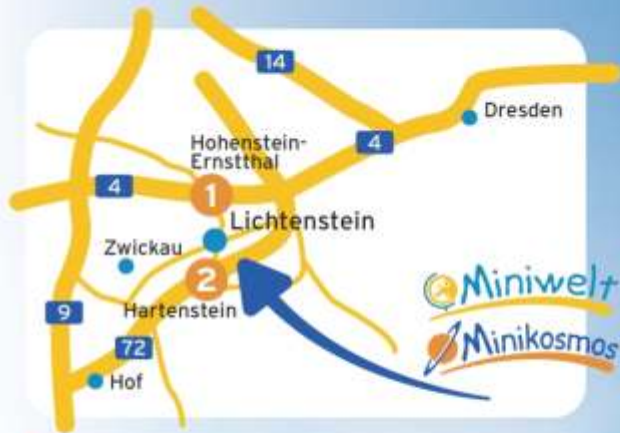 14
Dresden
Hohenstein-
Ernstthal
4
4
1
Lichtenstein
Zwickau
2
Miniwelt
Hartenstein
9
Minikosmos
72
Hof